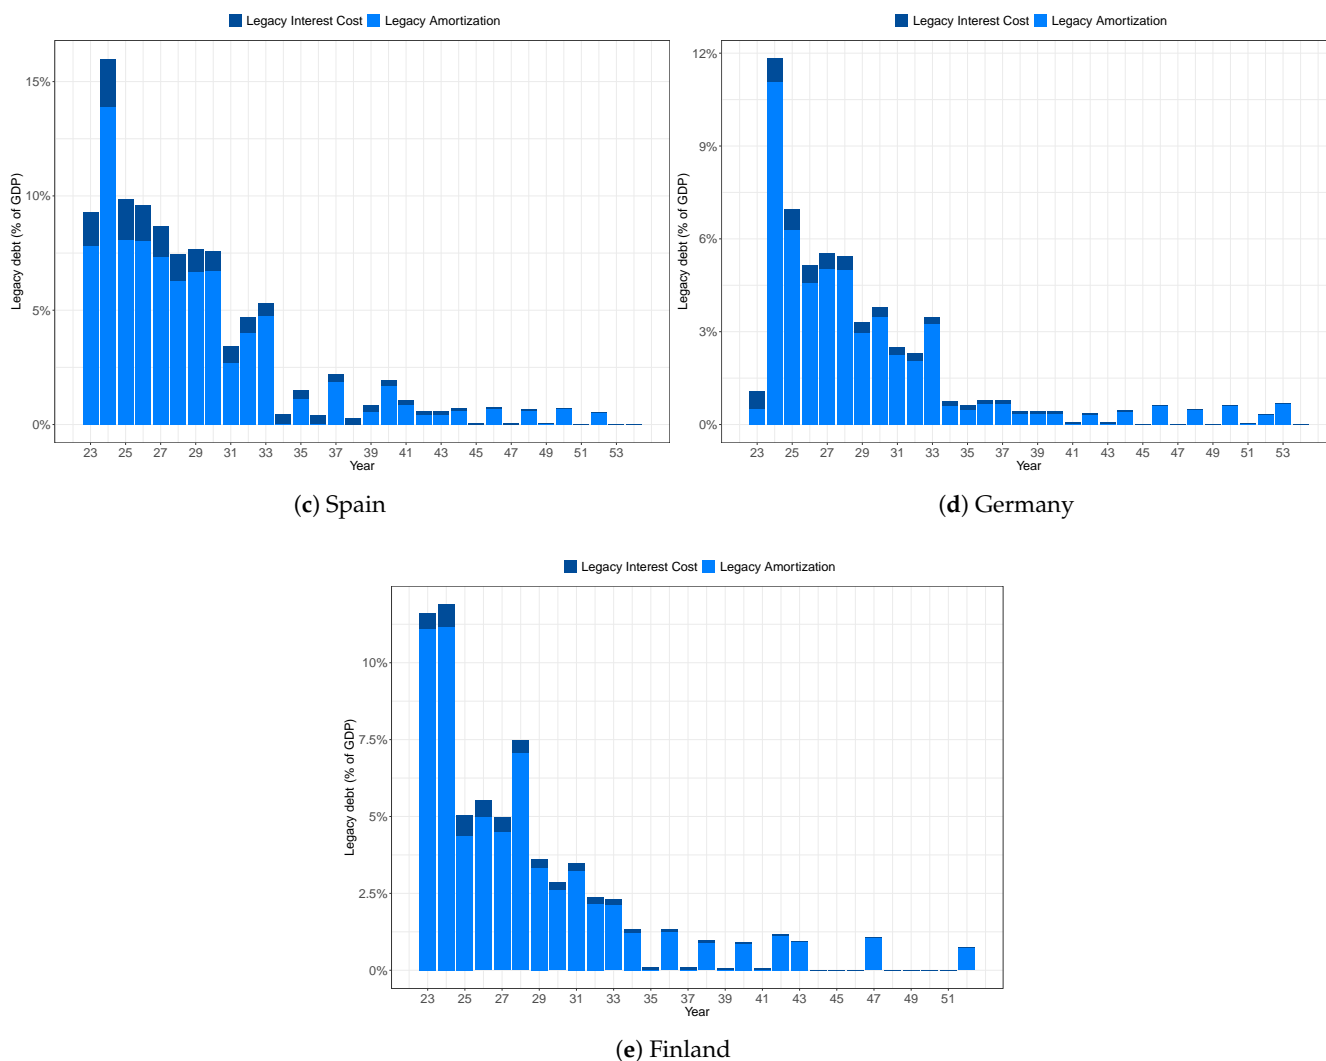 Legacy Interest Cost Legacy Amortization
Legacy debt (% of GDP)
15%
10%
5%
0%
23 25 27 29 31 33 35 37 39 41 43 45 47 49 51 53
Year
(c) Spain
Legacy Interest Cost Legacy Amortization
Legacy debt (% of GDP)
12%
9%
6%
3%
0%
23 25 27 29 31 33 35 37 39 41 43 45 47 49 51 53
Year
(d) Germany
Legacy Interest Cost Legacy Amortization
Legacy debt (% of GDP)
10%
7.5%
5%
2.5%
0%
23 25 27 29 31 33 35 37 39 41 43 45 47 49 51
Year
(e) Finland